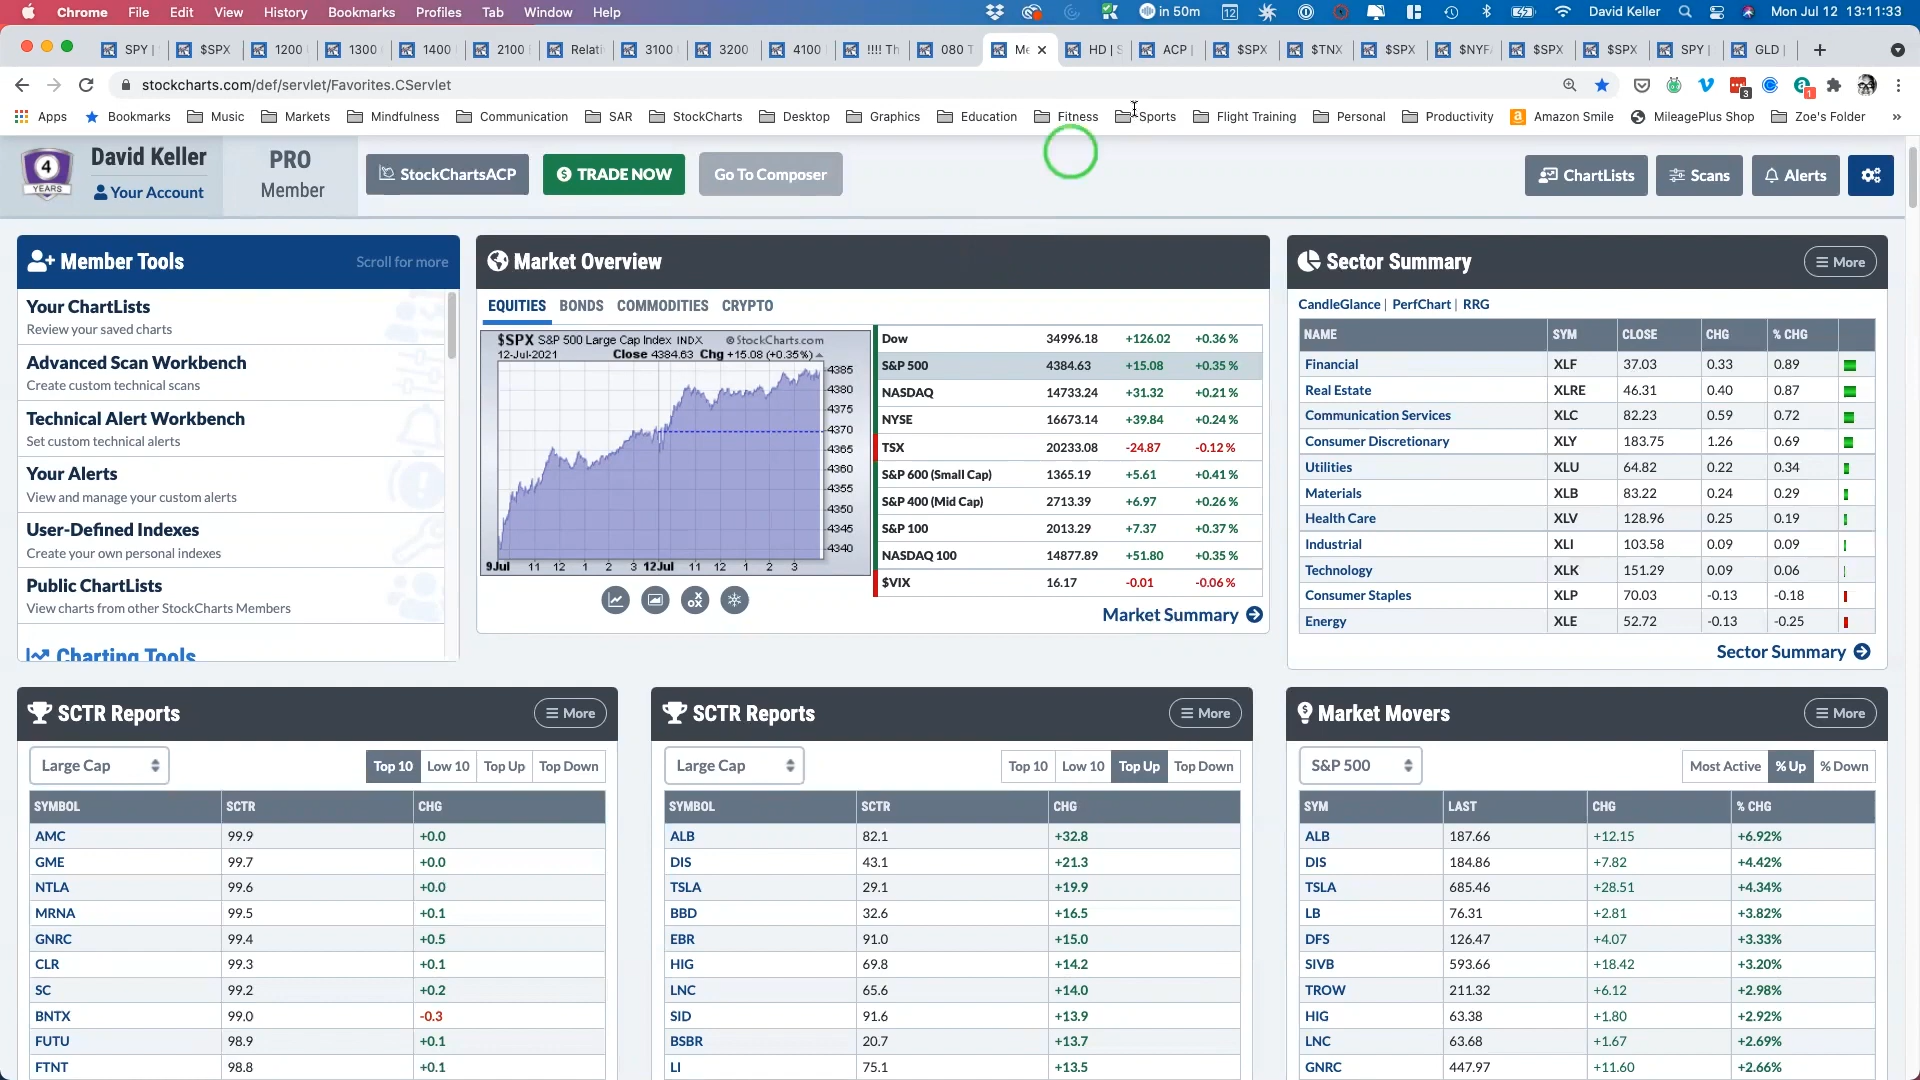 Chrome File Edit View History Bookmarks Profiles Tab Window Help in 50m 12 David Keller Mon Jul 12 13:11:33
SPY | $SPX 1200 1300 1400 2100 Relati 3100 3200 4100 !!!! Th 080 T Me HD | S ACP | $SPX $TNX $SPX $NYF $SPX $SPX SPY | GLD |
stockcharts.com/def/servlet/Favorites.CServlet 3 1
Apps Bookmarks Music Markets Mindfulness Communication SAR StockCharts Desktop Graphics Education Fitness Sports Flight Training Personal Productivity Amazon Smile MileagePlus Shop Zoe's Folder »
4 YEARS
David Keller
Your Account
PRO
Member
StockChartsACP TRADE NOW Go To Composer ChartLists Scans Alerts
Member Tools Scroll for more
Your ChartLists
Review your saved charts
Advanced Scan Workbench
Create custom technical scans
Technical Alert Workbench
Set custom technical alerts
Your Alerts
View and manage your custom alerts
User-Defined Indexes
Create your own personal indexes
Public ChartLists
View charts from other StockCharts Members
Charting Tools
Market Overview
EQUITIES BONDS COMMODITIES CRYPTO
$SPX S&P 500 Large Cap Index INDX © StockCharts.com
12-Jul-2021 Close 4384.63 Chg +15.08 (+0.35%)
4385
4380
4375
4370
4365
4360
4355
4350
4345
4340
9Jul 11 12 1 2 3 12Jul 11 12 1 2 3
Dow 34996.18 +126.02 +0.36 %
S&P 500 4384.63 +15.08 +0.35 %
NASDAQ 14733.24 +31.32 +0.21 %
NYSE 16673.14 +39.84 +0.24 %
TSX 20233.08 -24.87 -0.12 %
S&P 600 (Small Cap) 1365.19 +5.61 +0.41 %
S&P 400 (Mid Cap) 2713.39 +6.97 +0.26 %
S&P 100 2013.29 +7.37 +0.37 %
NASDAQ 100 14877.89 +51.80 +0.35 %
$VIX 16.17 -0.01 -0.06 %
Market Summary
Sector Summary More
CandleGlance | PerfChart | RRG
NAME SYM CLOSE CHG % CHG
Financial XLF 37.03 0.33 0.89
Real Estate XLRE 46.31 0.40 0.87
Communication Services XLC 82.23 0.59 0.72
Consumer Discretionary XLY 183.75 1.26 0.69
Utilities XLU 64.82 0.22 0.34
Materials XLB 83.22 0.24 0.29
Health Care XLV 128.96 0.25 0.19
Industrial XLI 103.58 0.09 0.09
Technology XLK 151.29 0.09 0.06
Consumer Staples XLP 70.03 -0.13 -0.18
Energy XLE 52.72 -0.13 -0.25
Sector Summary
SCTR Reports More
Large Cap Top 10 Low 10 Top Up Top Down
SYMBOL SCTR CHG
AMC 99.9 +0.0
GME 99.7 +0.0
NTLA 99.6 +0.0
MRNA 99.5 +0.1
GNRC 99.4 +0.5
CLR 99.3 +0.1
SC 99.2 +0.2
BNTX 99.0 -0.3
FUTU 98.9 +0.1
FTNT 98.8 +0.1
SCTR Reports More
Large Cap Top 10 Low 10 Top Up Top Down
SYMBOL SCTR CHG
ALB 82.1 +32.8
DIS 43.1 +21.3
TSLA 29.1 +19.9
BBD 32.6 +16.5
EBR 91.0 +15.0
HIG 69.8 +14.2
LNC 65.6 +14.0
SID 91.6 +13.9
BSBR 20.7 +13.7
LI 75.1 +13.5
Market Movers More
S&P 500 Most Active % Up % Down
SYM LAST CHG % CHG
ALB 187.66 +12.15 +6.92%
DIS 184.86 +7.82 +4.42%
TSLA 685.46 +28.51 +4.34%
LB 76.31 +2.81 +3.82%
DFS 126.47 +4.07 +3.33%
SIVB 593.66 +18.42 +3.20%
TROW 211.32 +6.12 +2.98%
HIG 63.38 +1.80 +2.92%
LNC 63.68 +1.67 +2.69%
GNRC 447.97 +11.60 +2.66%